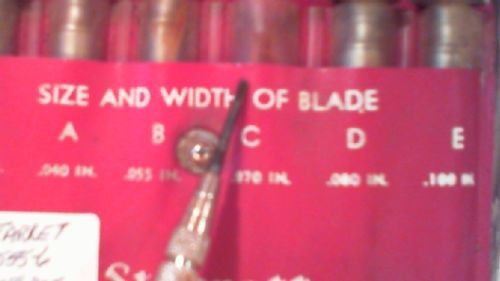 SIZE AND WIDTH OF BLADE
A B C D E
.040 IN. .055 IN. .070 IN. .080 IN. .100 IN